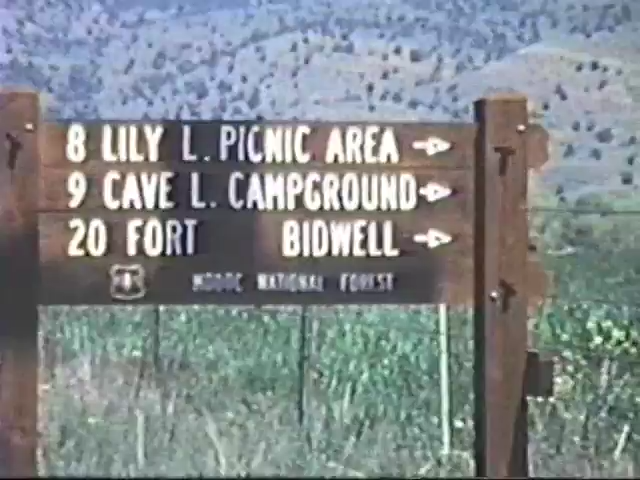 8 LILY L. PICNIC AREA →
9 CAVE L. CAMPGROUND →
20 FORT BIDWELL →
MODOC NATIONAL FOREST